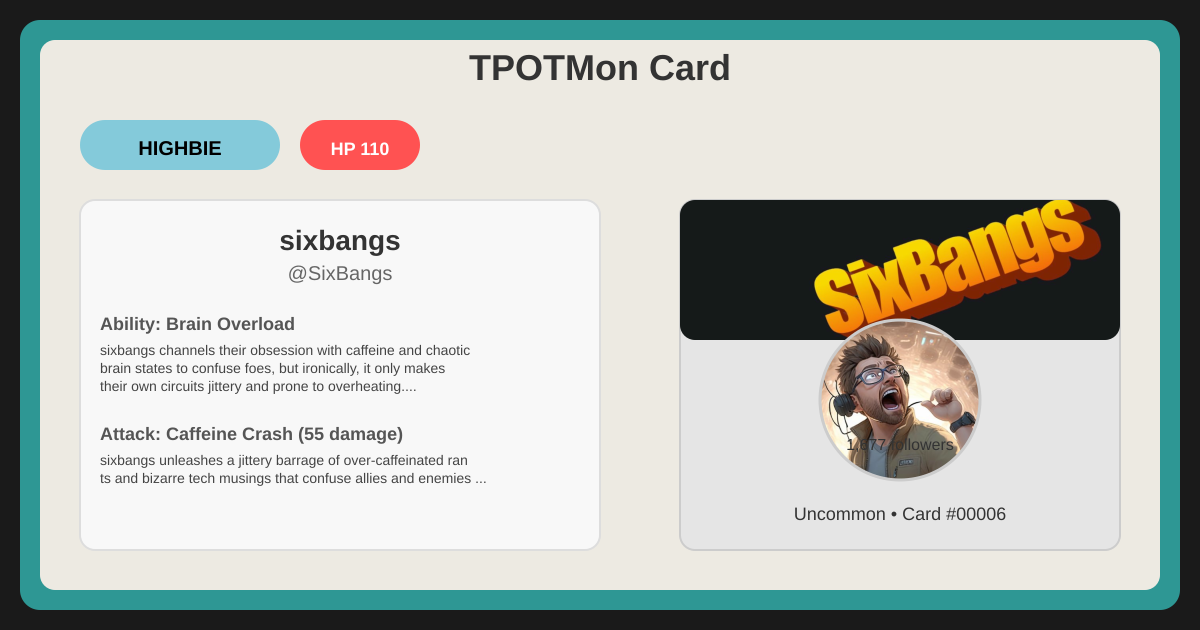 TPOTMon Card
HIGHBIE
HP 110
sixbangs
@SixBangs
Ability: Brain Overload
sixbangs channels their obsession with caffeine and chaotic
brain states to confuse foes, but ironically, it only makes
their own circuits jittery and prone to overheating....
Attack: Caffeine Crash (55 damage)
sixbangs unleashes a jittery barrage of over-caffeinated ran
ts and bizarre tech musings that confuse allies and enemies ...
SixBangs
followers
Uncommon • Card #00006